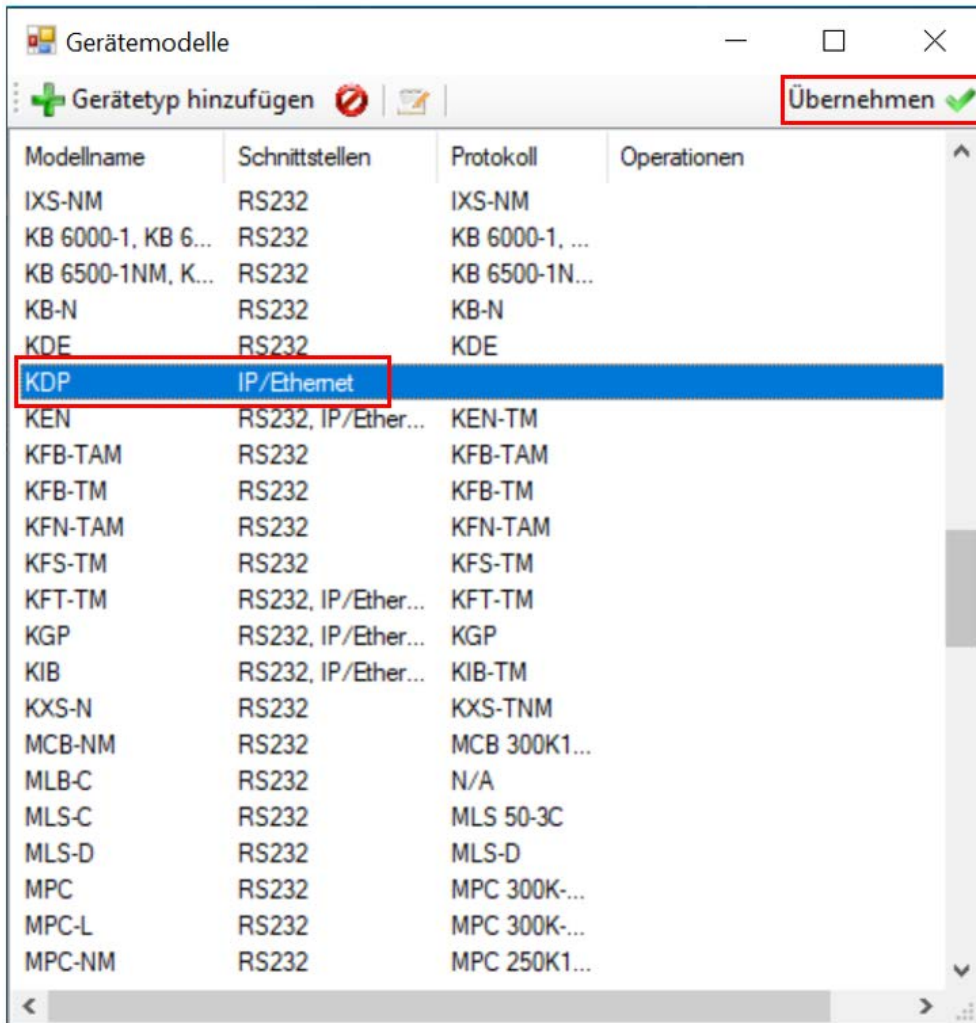 Gerätemodelle
Gerätetyp hinzufügen Übernehmen
Modellname Schnittstellen Protokoll Operationen
IXS-NM RS232 IXS-NM
KB 6000-1, KB 6... RS232 KB 6000-1, ...
KB 6500-1NM, K... RS232 KB 6500-1N...
KB-N RS232 KB-N
KDE RS232 KDE
KDP IP/Ethernet
KEN RS232, IP/Ether... KEN-TM
KFB-TAM RS232 KFB-TAM
KFB-TM RS232 KFB-TM
KFN-TAM RS232 KFN-TAM
KFS-TM RS232 KFS-TM
KFT-TM RS232, IP/Ether... KFT-TM
KGP RS232, IP/Ether... KGP
KIB RS232, IP/Ether... KIB-TM
KXS-N RS232 KXS-TNM
MCB-NM RS232 MCB 300K1...
MLB-C RS232 N/A
MLS-C RS232 MLS 50-3C
MLS-D RS232 MLS-D
MPC RS232 MPC 300K-...
MPC-L RS232 MPC 300K-...
MPC-NM RS232 MPC 250K1...